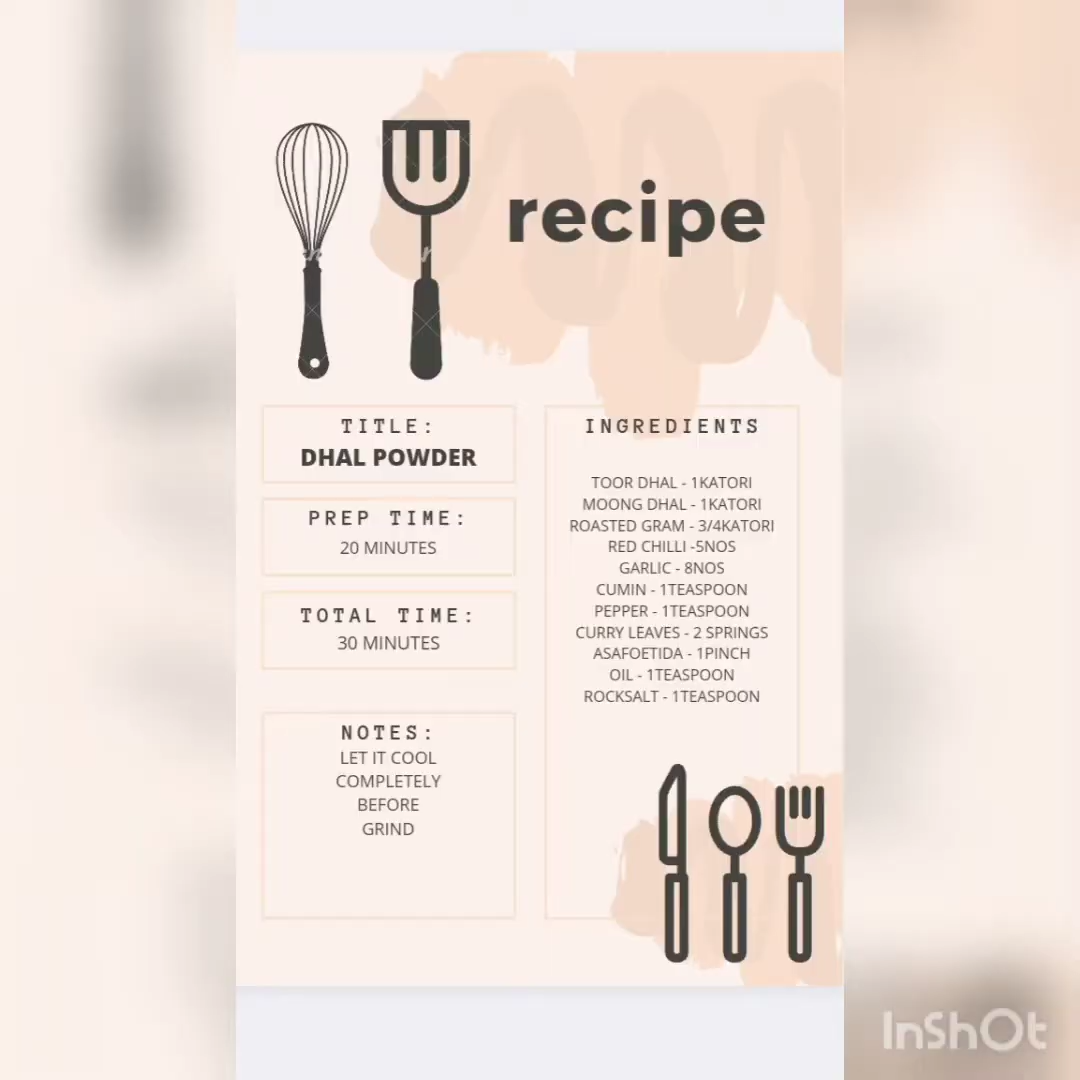 recipe
TITLE:
DHAL POWDER
PREP TIME:
20 MINUTES
TOTAL TIME:
30 MINUTES
NOTES:
LET IT COOL
COMPLETELY
BEFORE
GRIND
INGREDIENTS
TOOR DHAL - 1KATORI
MOONG DHAL - 1KATORI
ROASTED GRAM - 3/4KATORI
RED CHILLI -5NOS
GARLIC - 8NOS
CUMIN - 1TEASPOON
PEPPER - 1TEASPOON
CURRY LEAVES - 2 SPRINGS
ASAFOETIDA - 1PINCH
OIL - 1TEASPOON
ROCKSALT - 1TEASPOON
InShOt